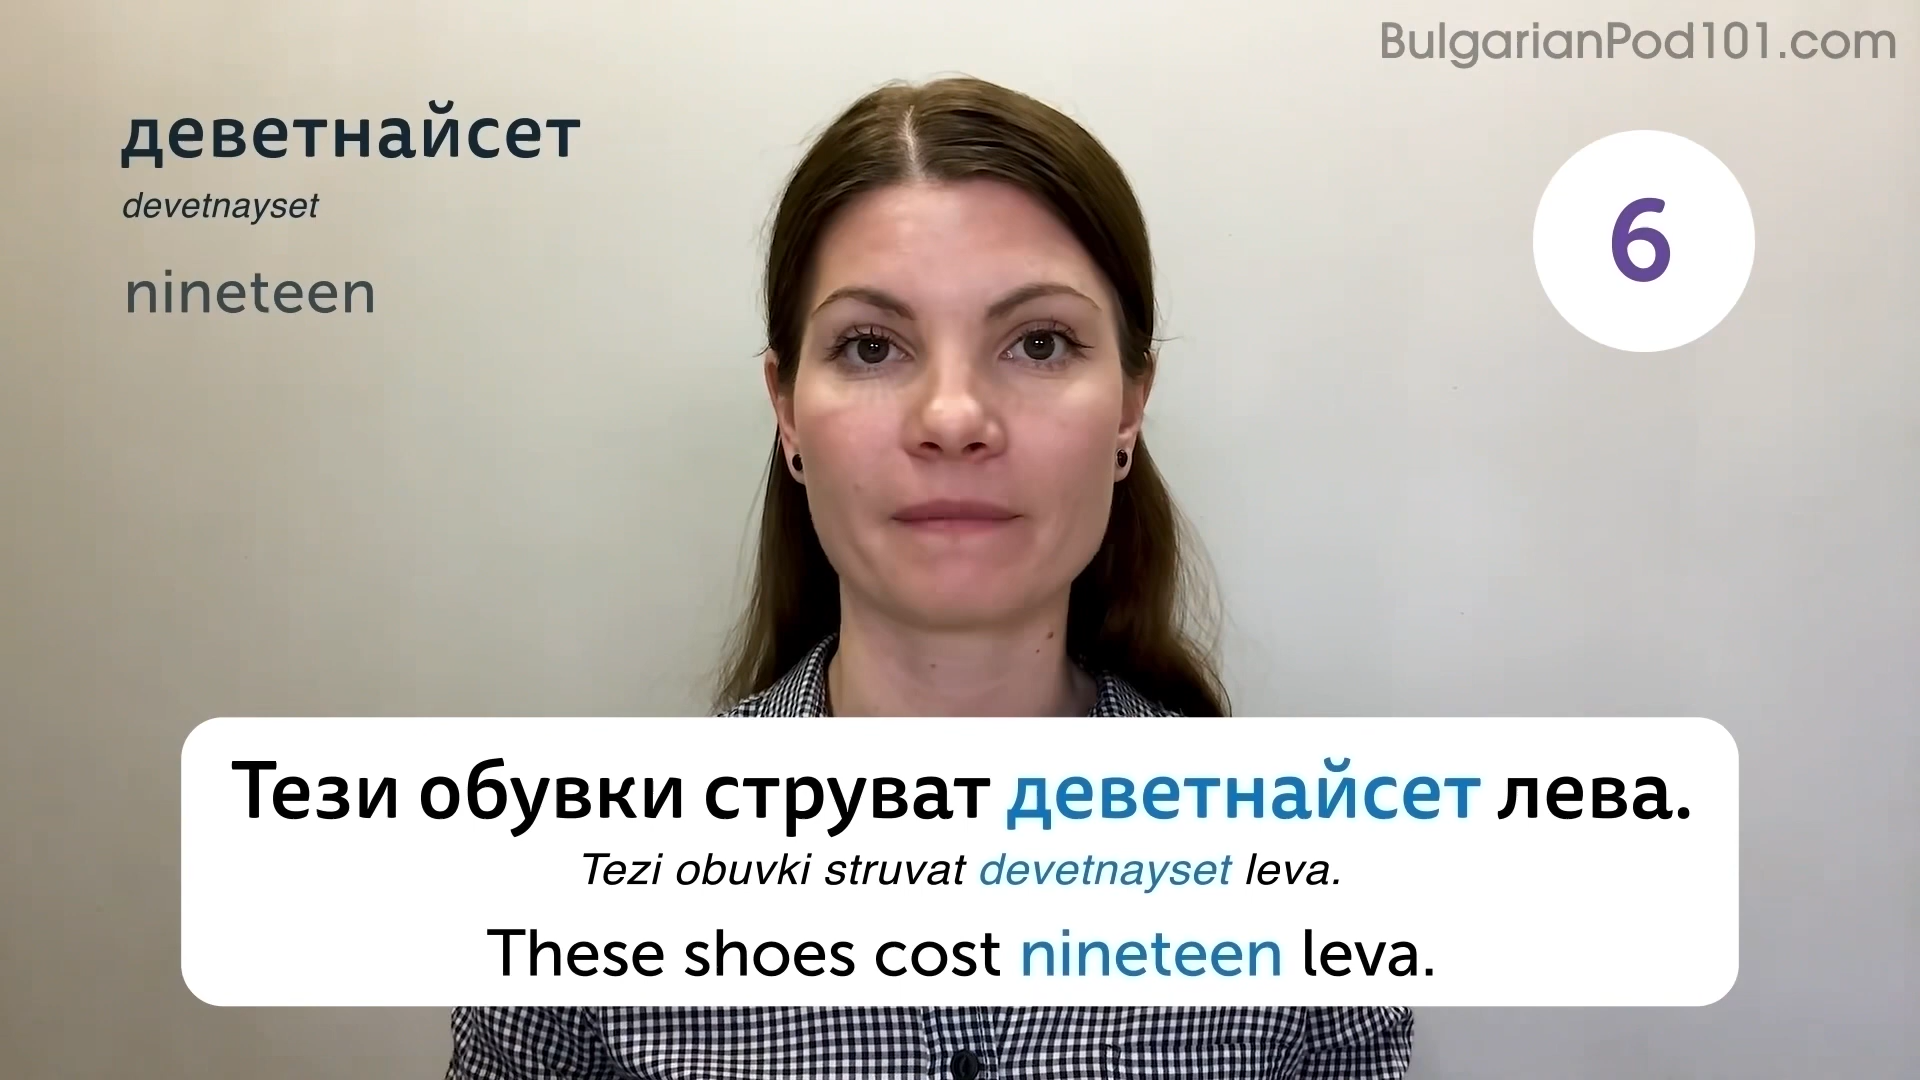 BulgarianPod101.com
деветнайсет
devetnayset
nineteen
6
Тези обувки струват деветнайсет лева.
Tezi obuvki struvat devetnayset leva.
These shoes cost nineteen leva.